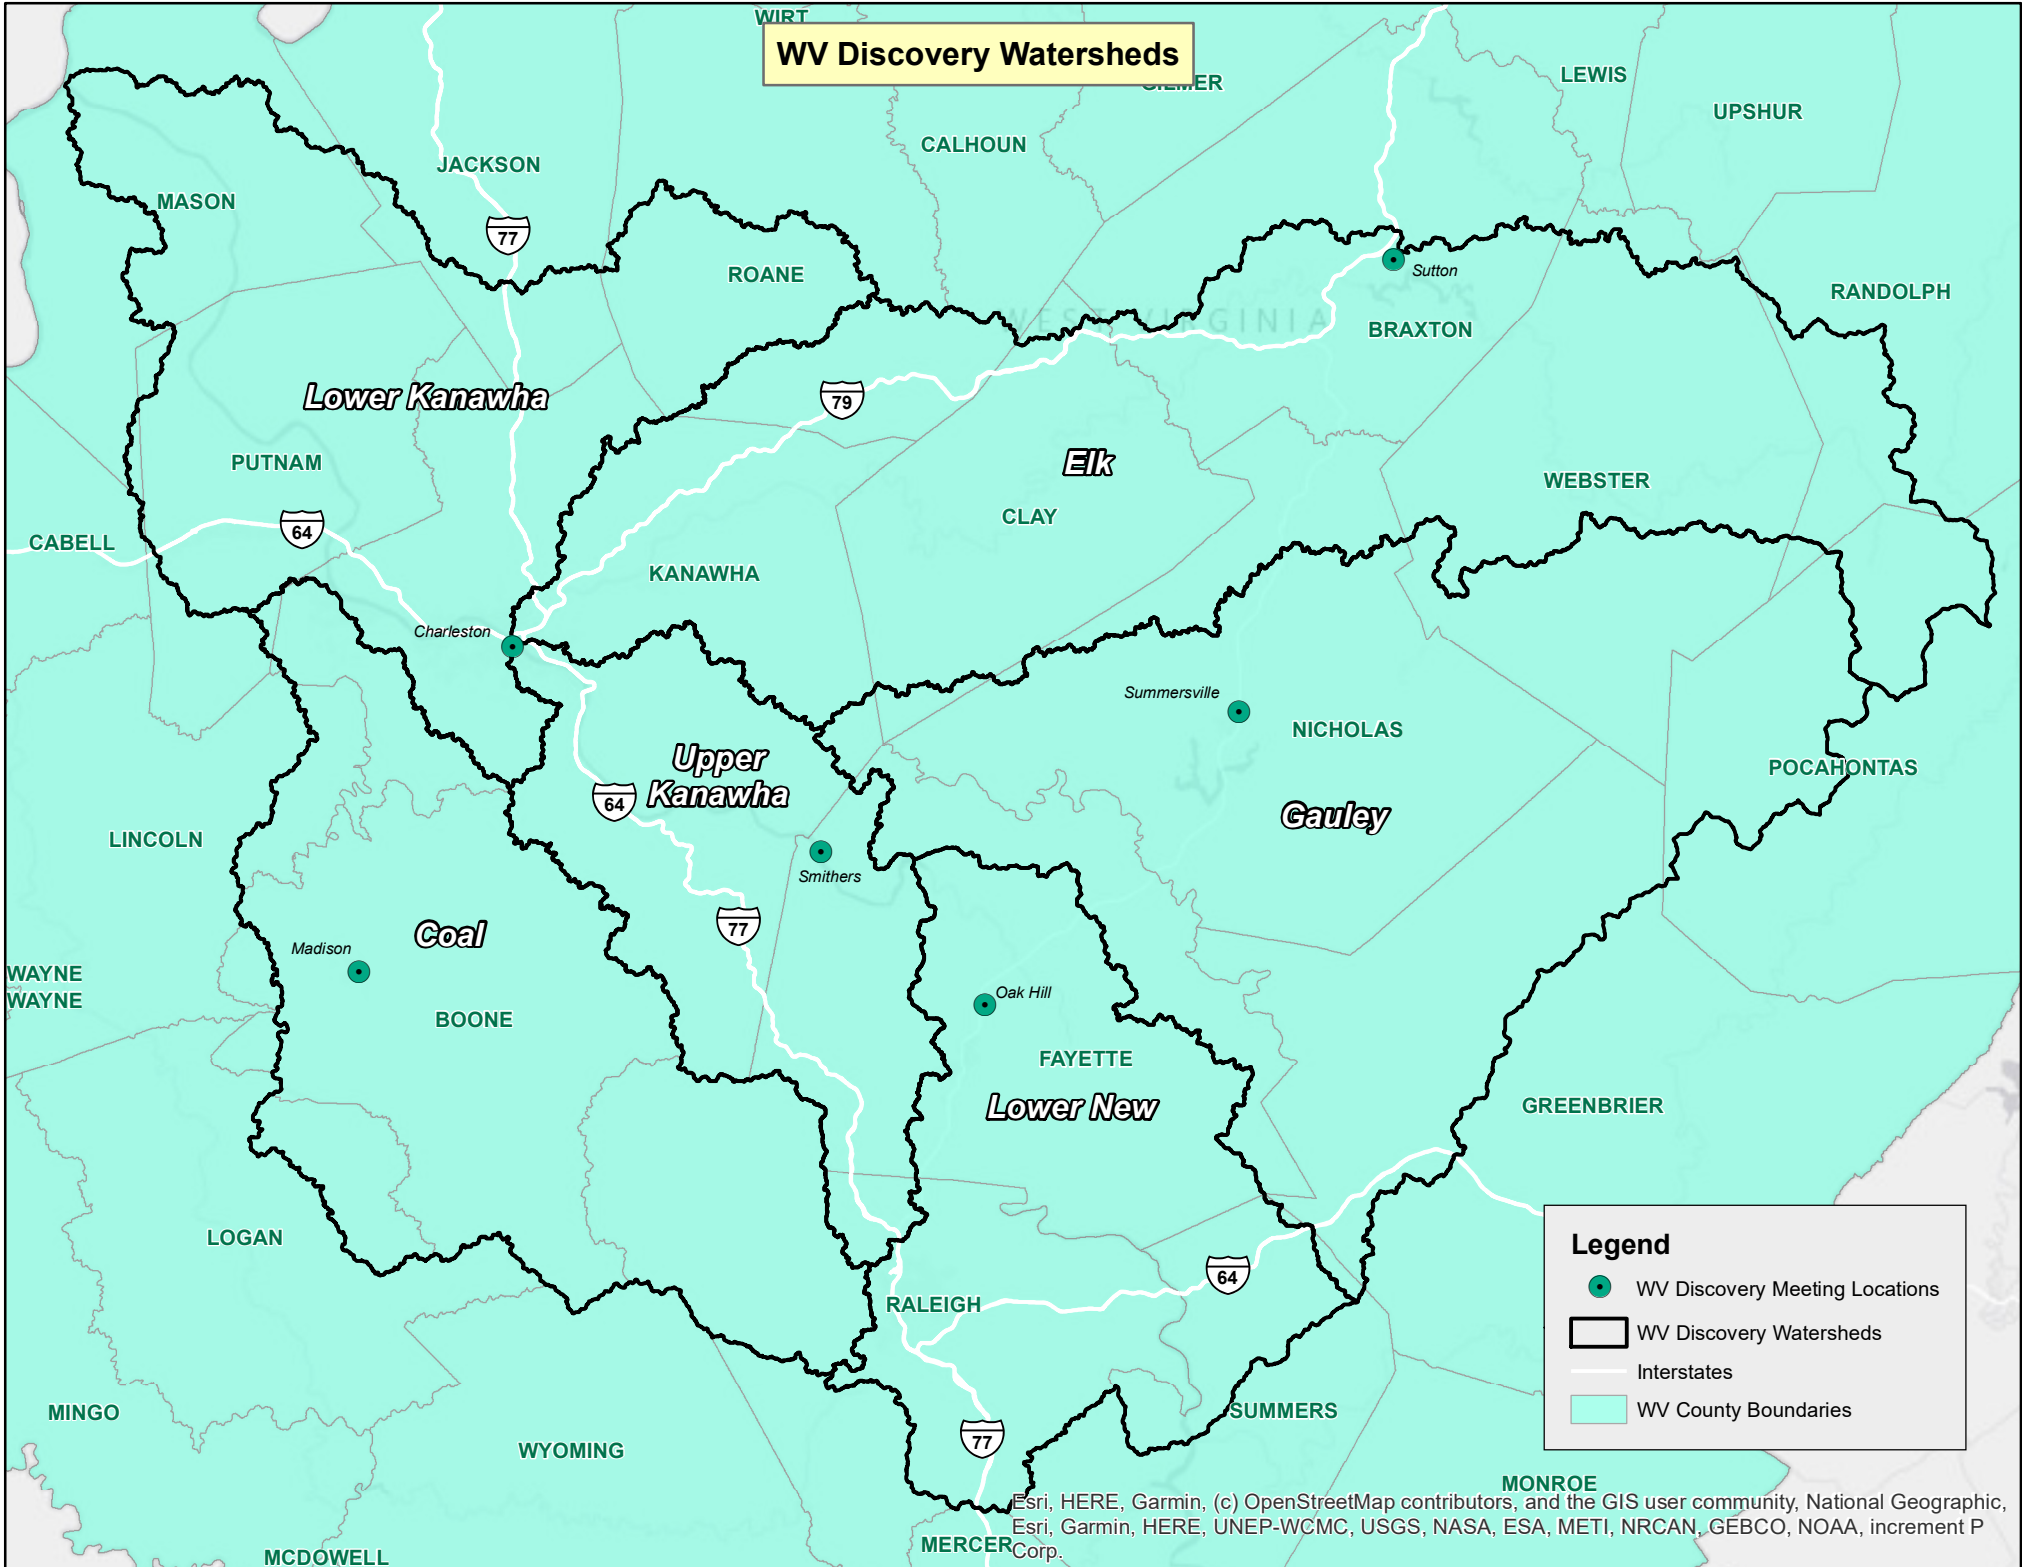 WIRT
WV Discovery Watersheds
GILMER
LEWIS
UPSHUR
CALHOUN
JACKSON
MASON
77
ROANE
Sutton
RANDOLPH
WEST VIRGINIA
BRAXTON
Lower Kanawha
79
PUTNAM
Elk
WEBSTER
CLAY
64
CABELL
KANAWHA
Charleston
Summersville
NICHOLAS
Upper
Kanawha
POCAHONTAS
64
Gauley
LINCOLN
Smithers
77
Coal
Madison
WAYNE
WAYNE
Oak Hill
BOONE
FAYETTE
Lower New
GREENBRIER
LOGAN
64
RALEIGH
Legend
WV Discovery Meeting Locations
WV Discovery Watersheds
Interstates
WV County Boundaries
MINGO
SUMMERS
77
WYOMING
MONROE
Esri, HERE, Garmin, (c) OpenStreetMap contributors, and the GIS user community, National Geographic,
Esri, Garmin, HERE, UNEP-WCMC, USGS, NASA, ESA, METI, NRCAN, GEBCO, NOAA, increment P
Corp.
MERCER
MCDOWELL